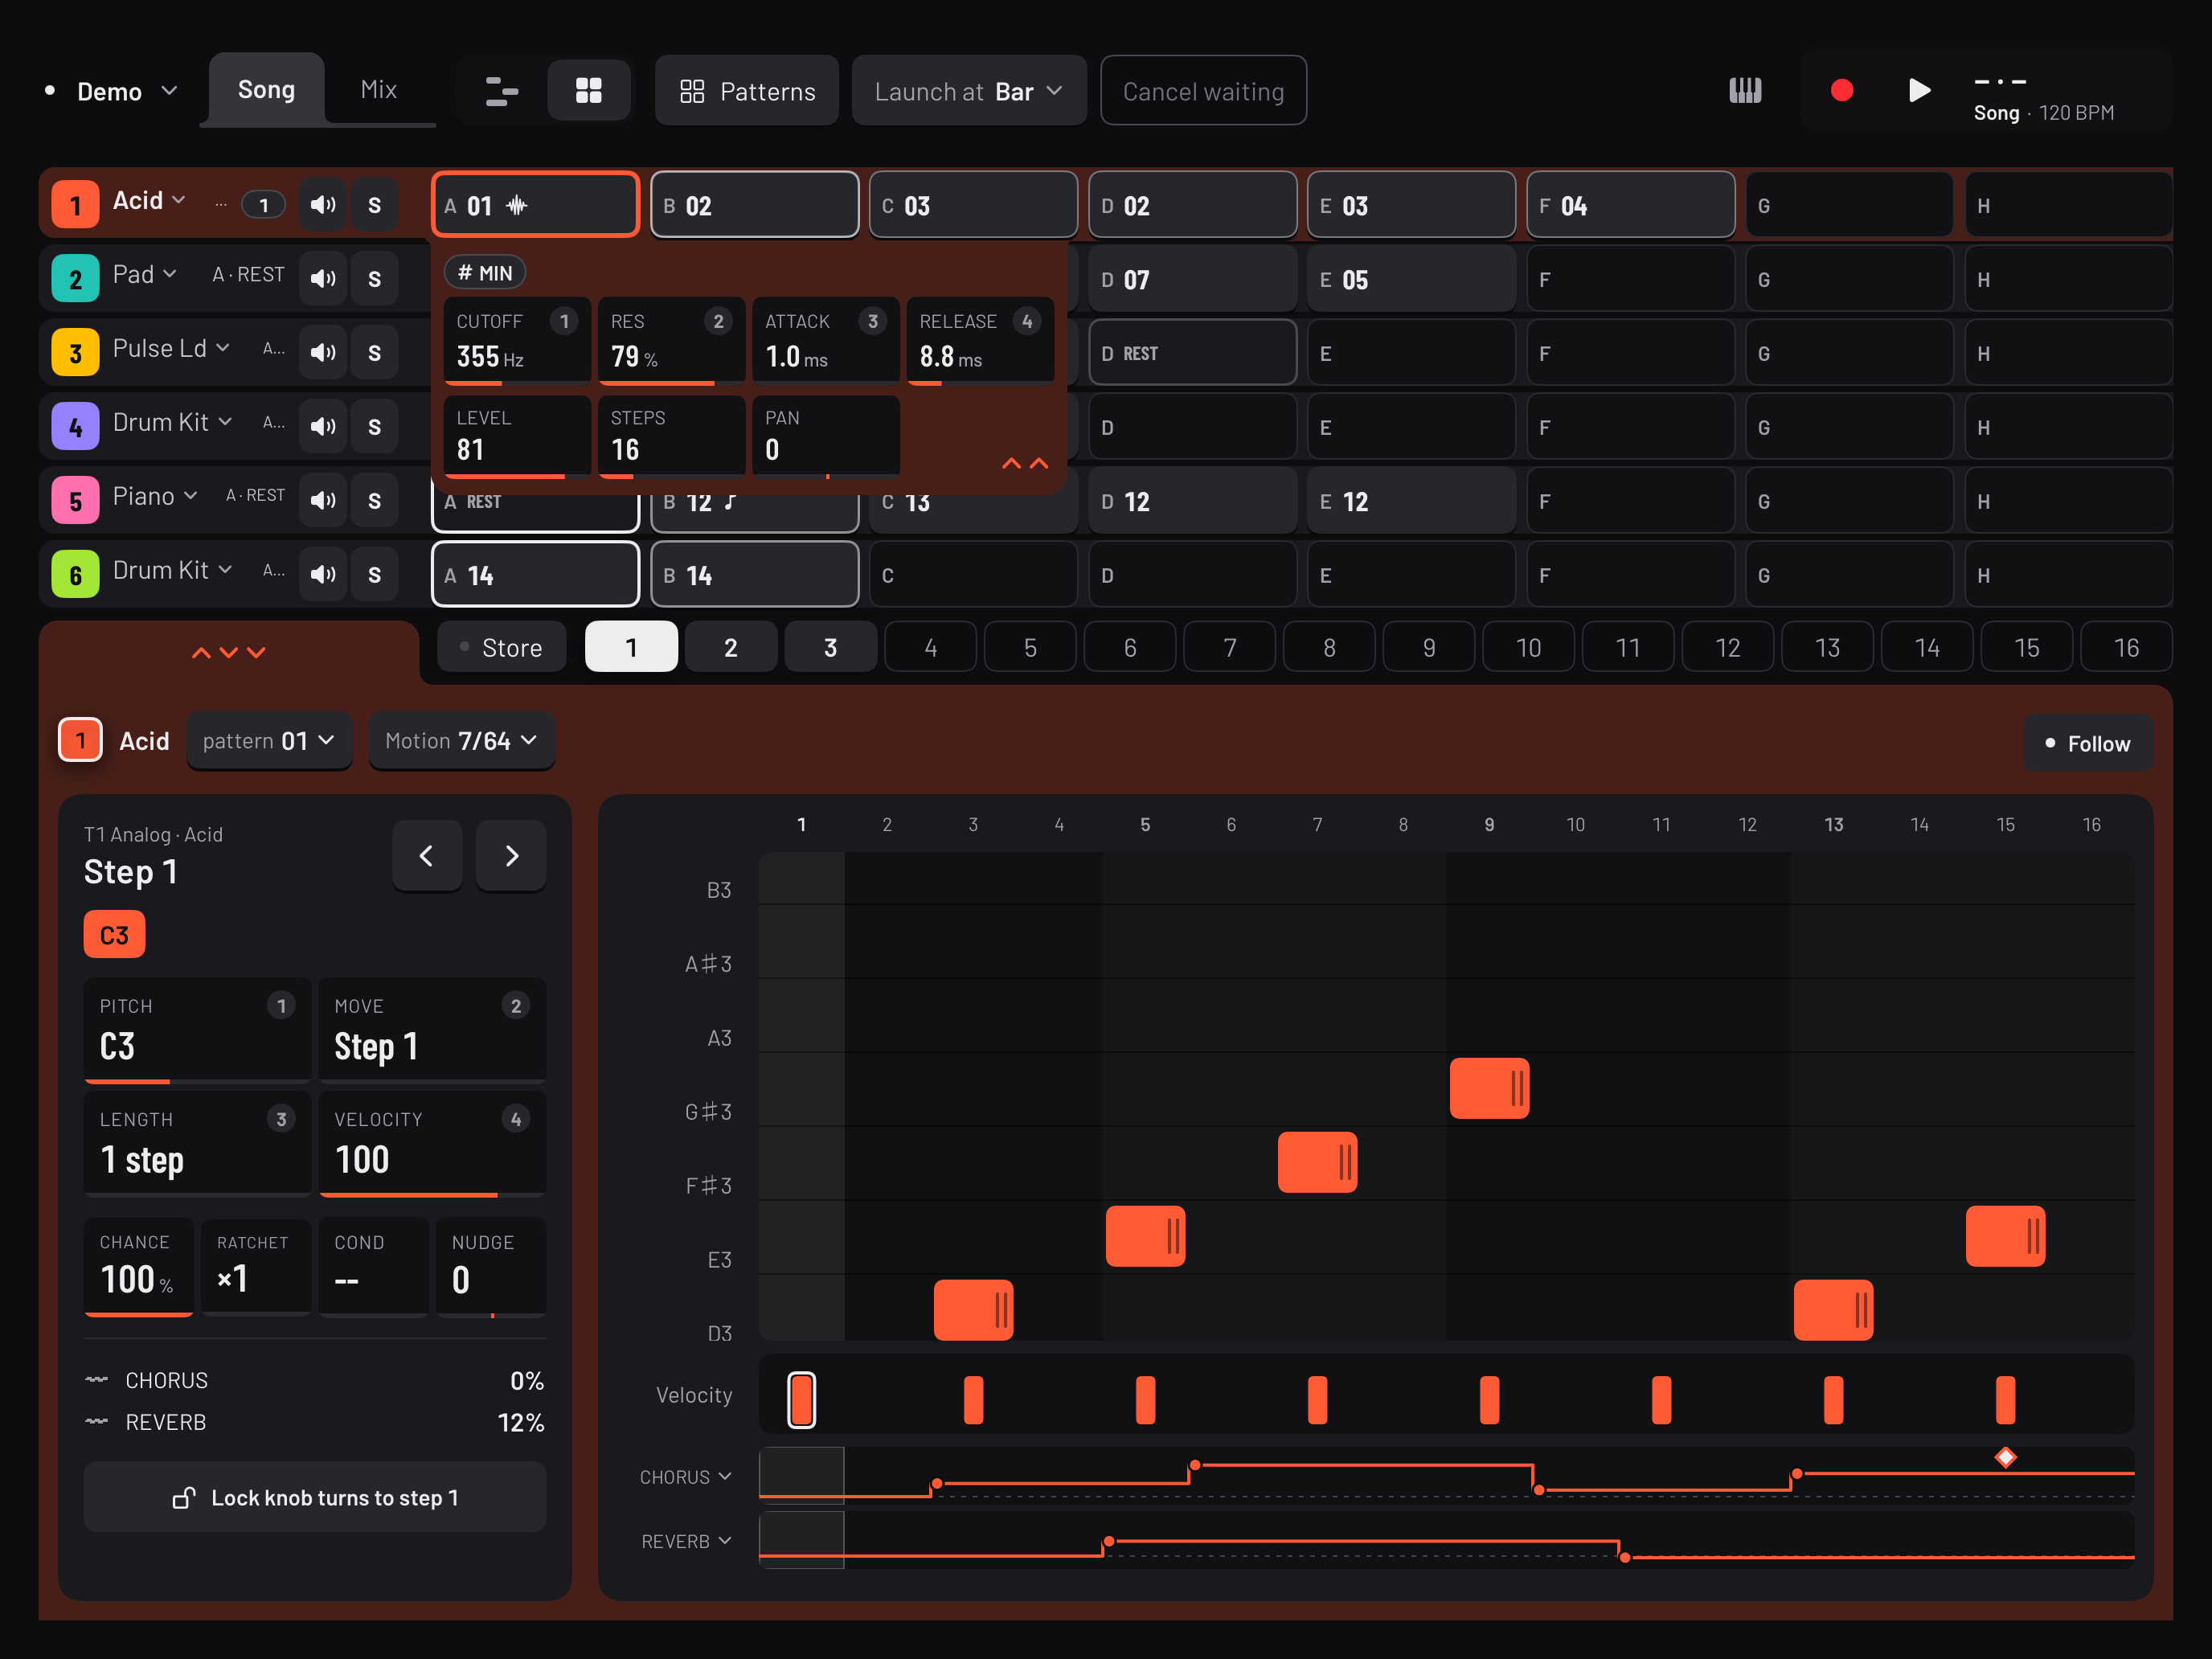 Demo Song Mix Patterns Launch at Bar Cancel waiting
Song · 120 BPM
1 Acid ... 1 S A 01 B 02 C 03 D 02 E 03 F 04 G H
2 Pad A · REST S D 07 E 05 F G H
# MIN
CUTOFF 1 RES 2 ATTACK 3 RELEASE 4
355 Hz 79 % 1.0 ms 8.8 ms
3 Pulse Ld A... S D REST E F G H
4 Drum Kit A... S D E F G H
LEVEL STEPS PAN
81 16 0
5 Piano A · REST S A REST B 12 C 13 D 12 E 12 F G H
6 Drum Kit A... S A 14 B 14 C D E F G H
Store 1 2 3 4 5 6 7 8 9 10 11 12 13 14 15 16
1 Acid pattern 01 Motion 7/64 Follow
T1 Analog · Acid
Step 1
C3
PITCH 1 MOVE 2
C3 Step 1
LENGTH 3 VELOCITY 4
1 step 100
CHANCE RATCHET COND NUDGE
100 % ×1 -- 0
CHORUS 0%
REVERB 12%
Lock knob turns to step 1
1 2 3 4 5 6 7 8 9 10 11 12 13 14 15 16
B3
A♯3
A3
G♯3
F♯3
E3
D3
Velocity
CHORUS
REVERB